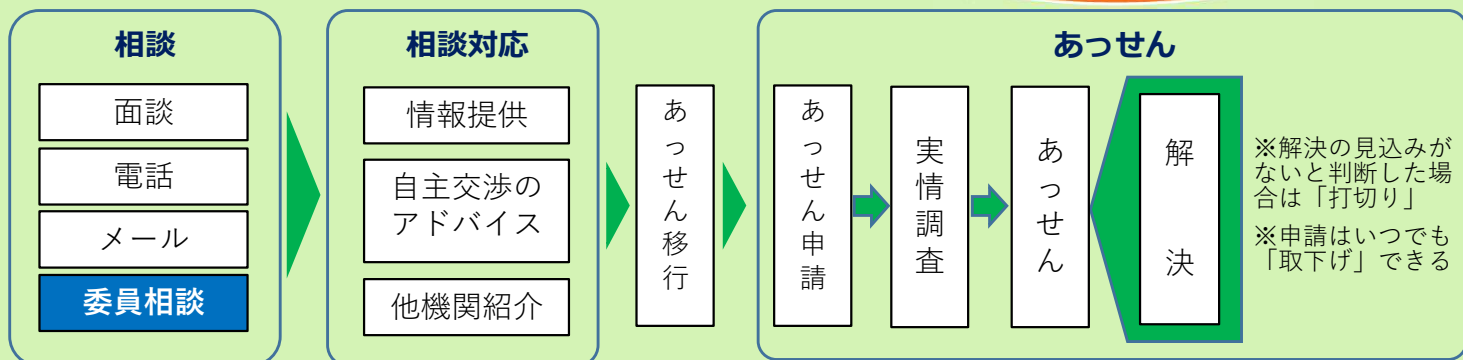 相談
面談
電話
メール
委員相談
相談対応
情報提供
自主交渉の
アドバイス
他機関紹介
あっせん移行
あっせん
あっせん申請
実情調査
あっせん
解決
※解決の見込みが
ないと判断した場
合は「打切り」
※申請はいつでも
「取下げ」できる